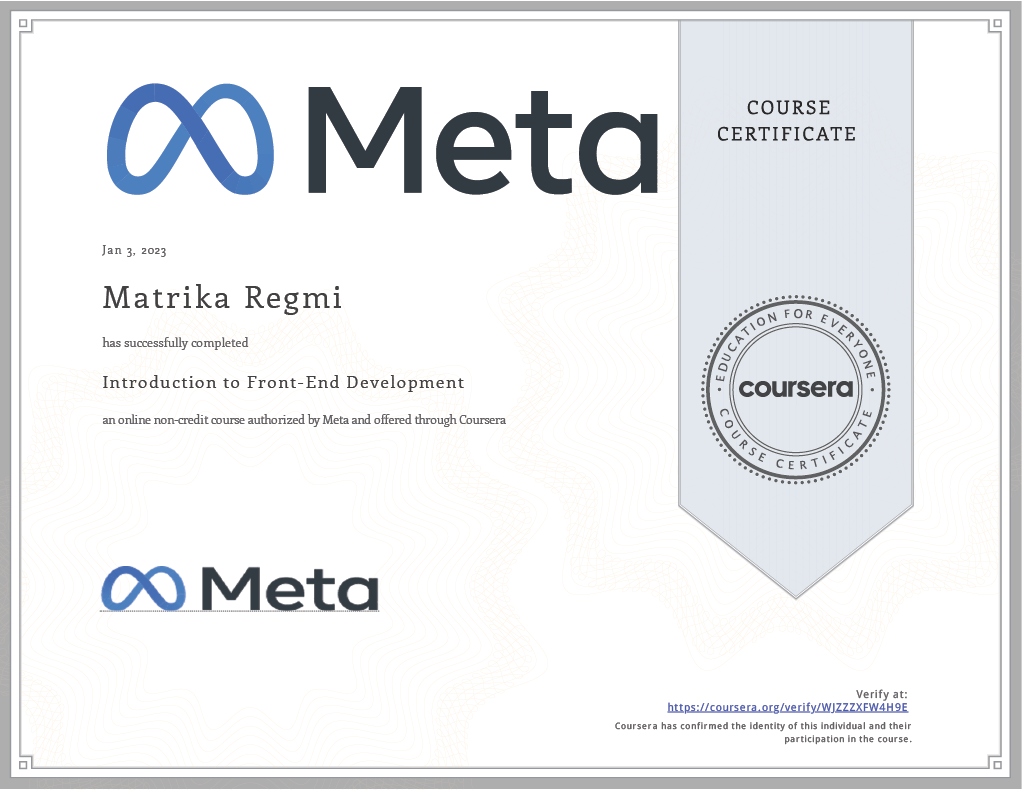 Meta
COURSE
CERTIFICATE
Jan 3, 2023
Matrika Regmi
has successfully completed
Introduction to Front-End Development
an online non-credit course authorized by Meta and offered through Coursera
EDUCATION FOR EVERYONE
coursera
COURSE CERTIFICATE
Meta
Verify at:
https://coursera.org/verify/WJZZZXFW4H9E
Coursera has confirmed the identity of this individual and their
participation in the course.